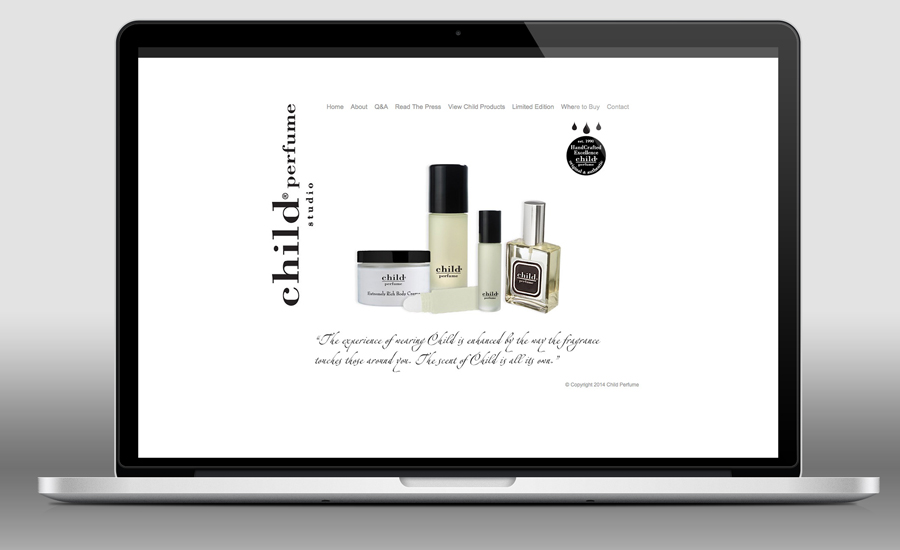 Home About Q&A Read The Press View Child Products Limited Edition Where to Buy Contact
child® perfume
studio
est. 1990
HandCrafted
Excellence
child
perfume
original & authentic
child
perfume
Extremely Rich Body Creme
child
perfume
child
perfume
child
perfume
"The experience of wearing Child is enhanced by the way the fragrance
touches those around you. The scent of Child is all its own."
© Copyright 2014 Child Perfume